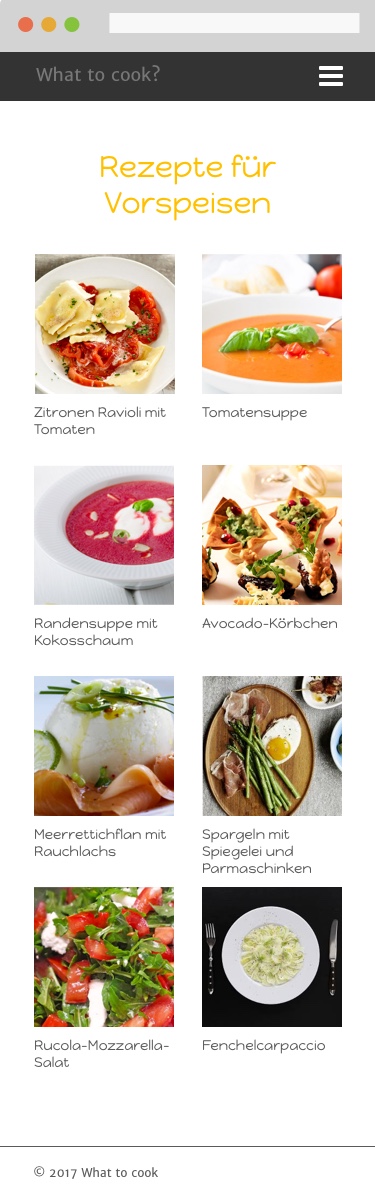 What to cook?
Rezepte für
Vorspeisen
Zitronen Ravioli mit
Tomaten
Tomatensuppe
Randensuppe mit
Kokosschaum
Avocado-Körbchen
Meerrettichflan mit
Rauchlachs
Spargeln mit
Spiegelei und
Parmaschinken
Rucola-Mozzarella-
Salat
Fenchelcarpaccio
© 2017 What to cook